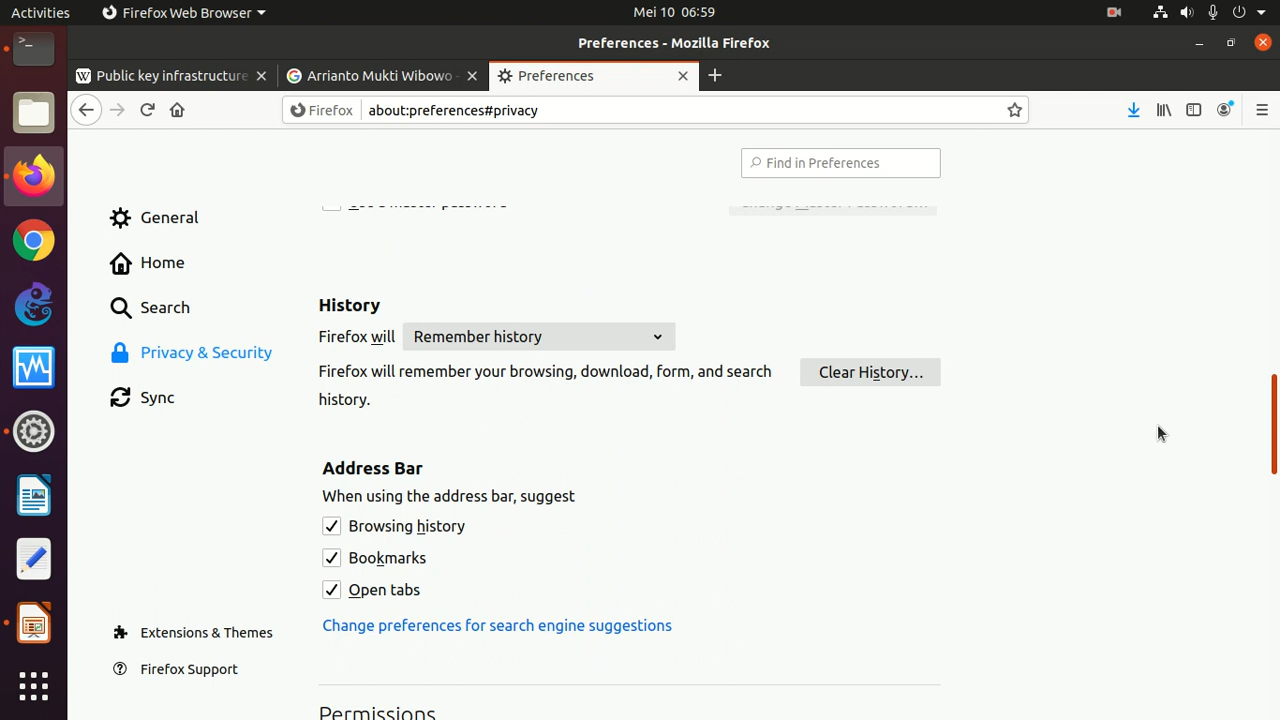 Activities
Firefox Web Browser
Mei 10 06:59
Preferences - Mozilla Firefox
Public key infrastructure
Arrianto Mukti Wibowo -
Preferences
Firefox
about:preferences#privacy
Find in Preferences
General
Home
Search
Privacy & Security
Sync
Extensions & Themes
Firefox Support
History
Firefox will Remember history
Firefox will remember your browsing, download, form, and search
history.
Clear History...
Address Bar
When using the address bar, suggest
Browsing history
Bookmarks
Open tabs
Change preferences for search engine suggestions
Permissions